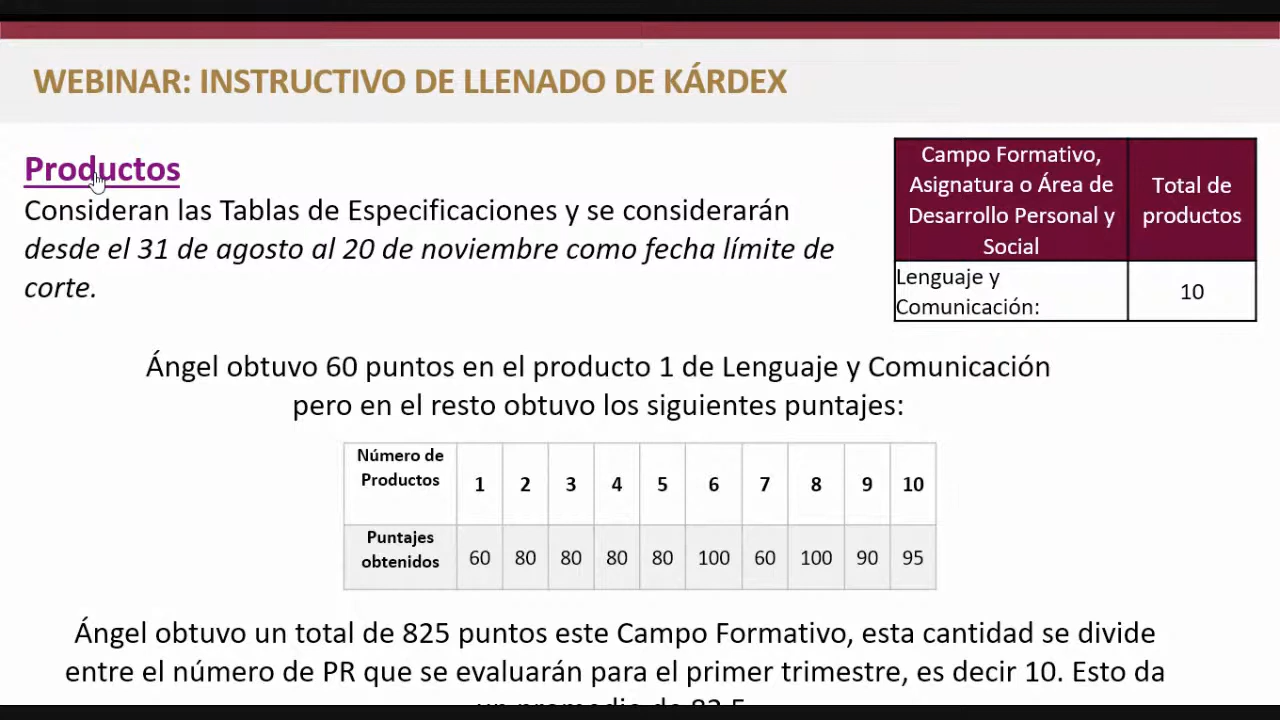 WEBINAR: INSTRUCTIVO DE LLENADO DE KÁRDEX
Productos
Consideran las Tablas de Especificaciones y se considerarán
desde el 31 de agosto al 20 de noviembre como fecha límite de
corte.
Campo Formativo,
Asignatura o Área de
Desarrollo Personal y
Social
Total de
productos
Lenguaje y
Comunicación:
10
Ángel obtuvo 60 puntos en el producto 1 de Lenguaje y Comunicación
pero en el resto obtuvo los siguientes puntajes:
Número de
Productos
1 2 3 4 5 6 7 8 9 10
Puntajes
obtenidos
60 80 80 80 80 100 60 100 90 95
Ángel obtuvo un total de 825 puntos este Campo Formativo, esta cantidad se divide
entre el número de PR que se evaluarán para el primer trimestre, es decir 10. Esto da
un promedio de 82.5